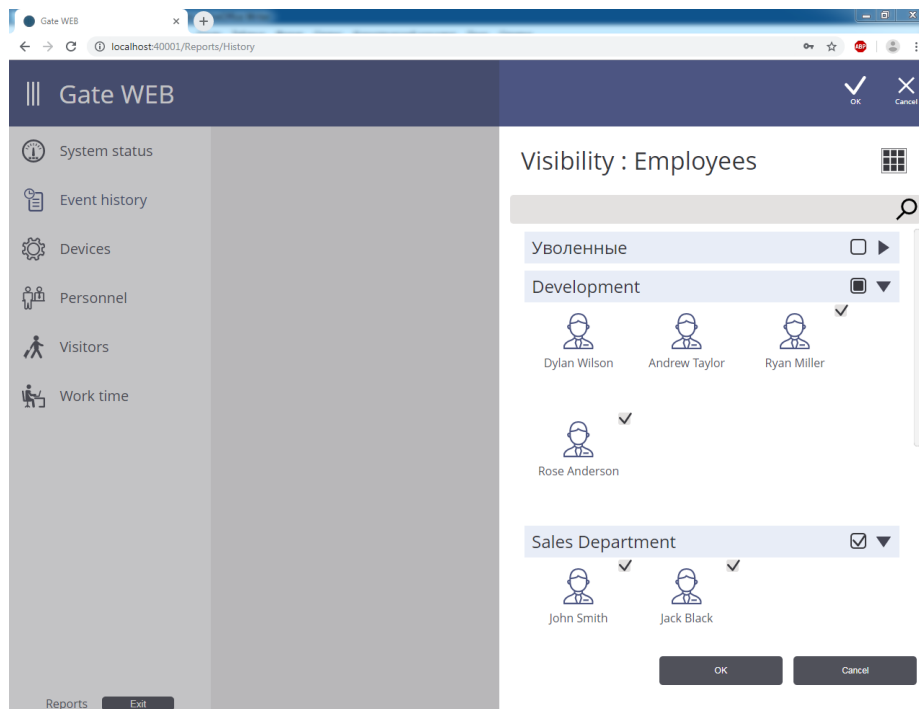 Gate WEB
localhost:40001/Reports/History
ABP
Gate WEB
OK
Cancel
System status
Event history
Devices
Personnel
Visitors
Work time
Reports
Exit
Visibility : Employees
Уволенные
Development
Dylan Wilson
Andrew Taylor
Ryan Miller
Rose Anderson
Sales Department
John Smith
Jack Black
OK
Cancel